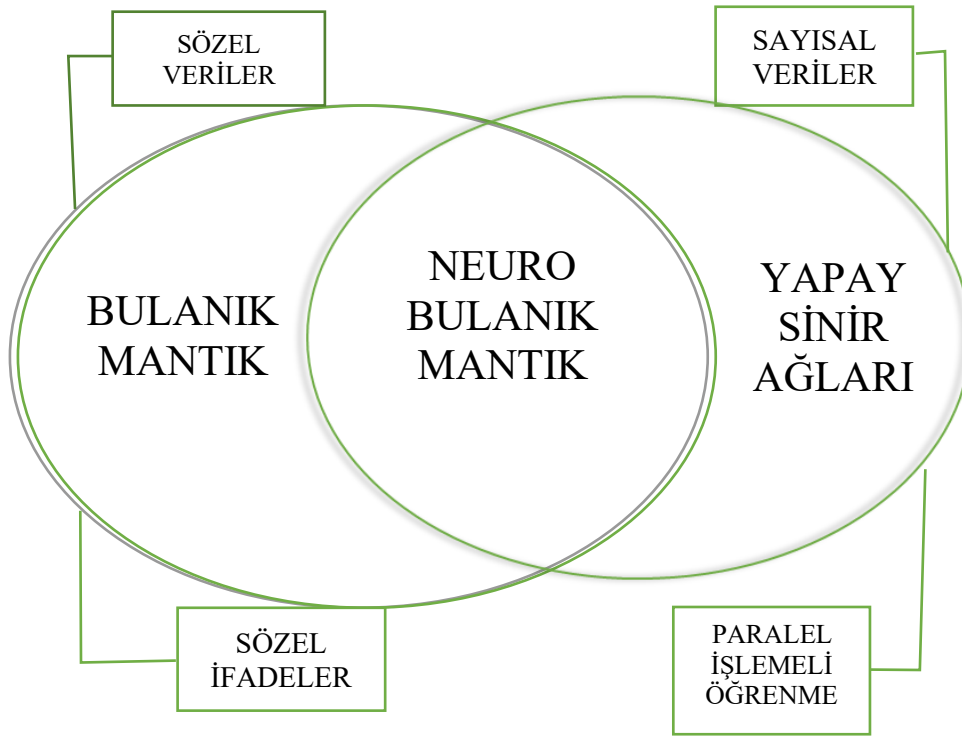 SÖZEL
VERİLER
SAYISAL
VERİLER
BULANIK
MANTIK
NEURO
BULANIK
MANTIK
YAPAY
SİNİR
AĞLARI
SÖZEL
İFADELER
PARALEL
İŞLEMELİ
ÖĞRENME